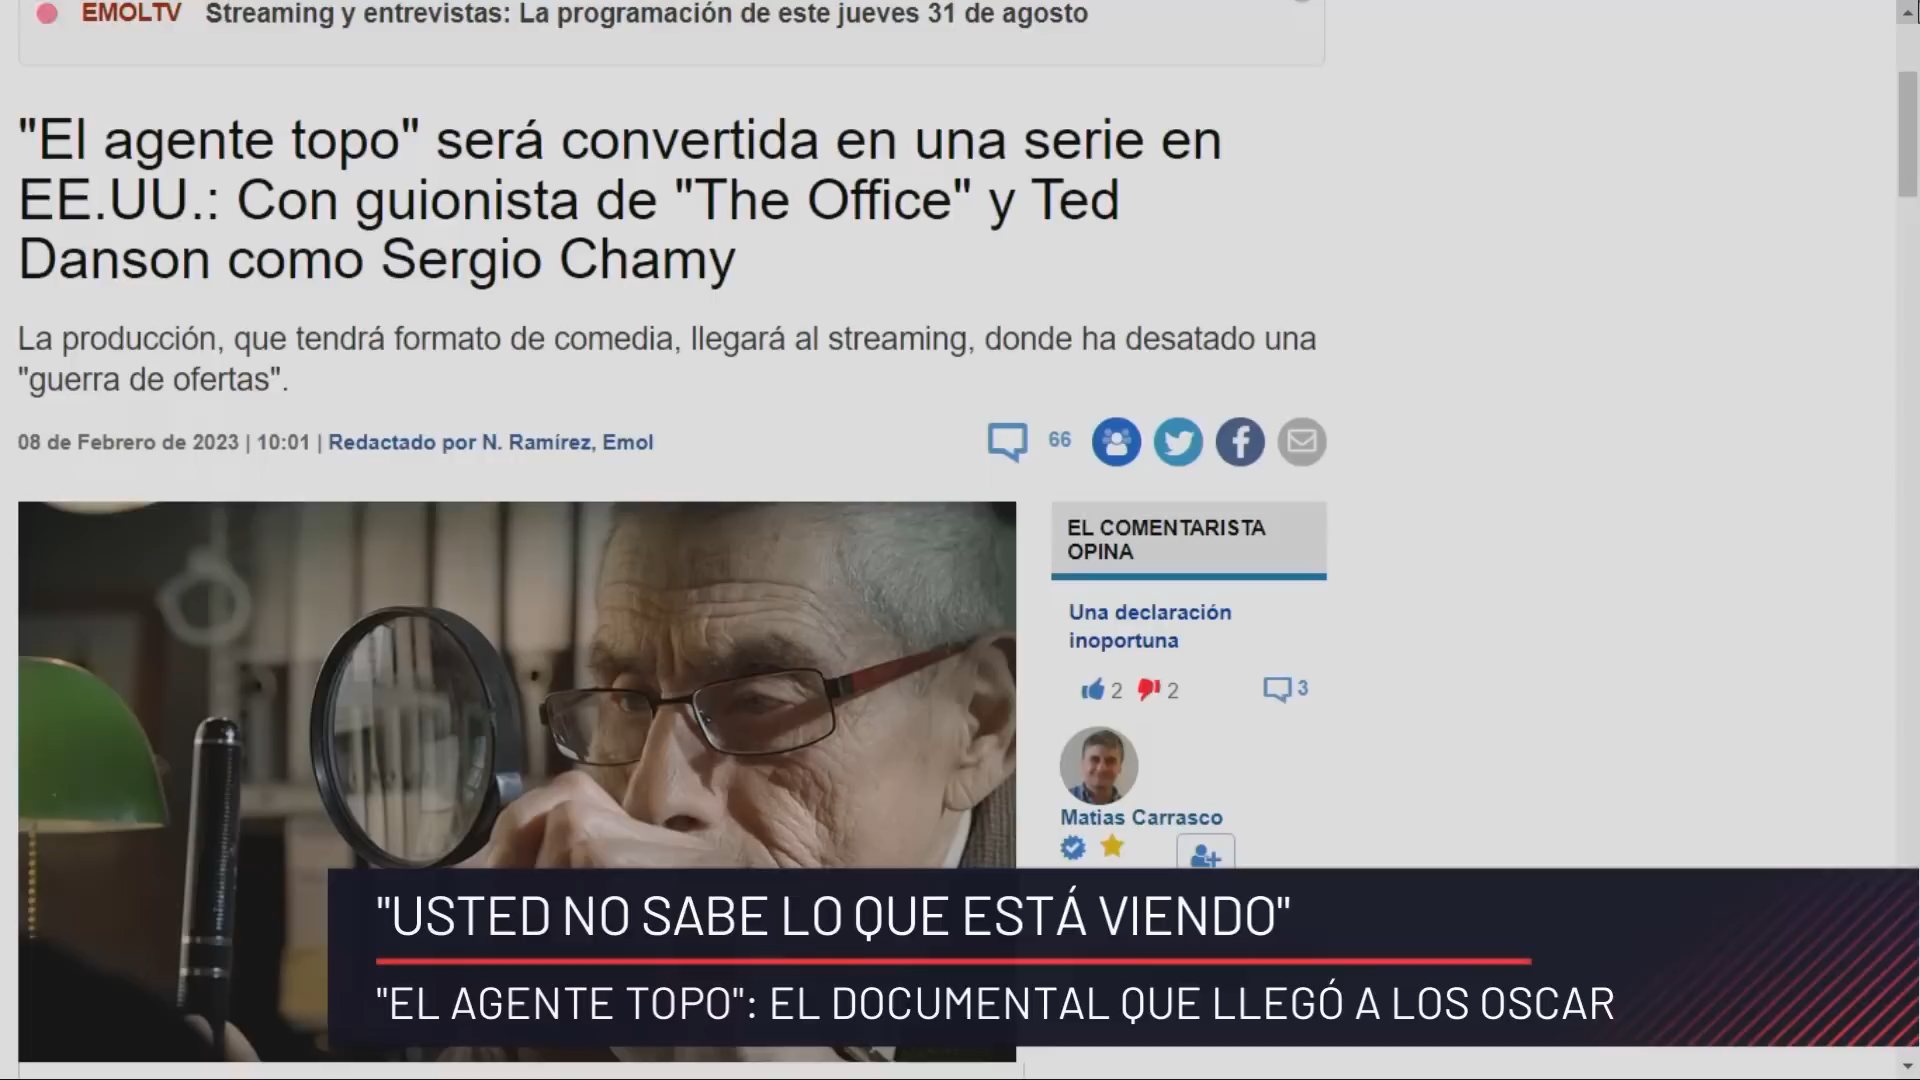 EMOLTV Streaming y entrevistas: La programación de este jueves 31 de agosto
"El agente topo" será convertida en una serie en
EE.UU.: Con guionista de "The Office" y Ted
Danson como Sergio Chamy
La producción, que tendrá formato de comedia, llegará al streaming, donde ha desatado una
"guerra de ofertas".
08 de Febrero de 2023 | 10:01 | Redactado por N. Ramírez, Emol
66
EL COMENTARISTA
OPINA
Una declaración
inoportuna
2 2 3
Matias Carrasco
"USTED NO SABE LO QUE ESTÁ VIENDO"
"EL AGENTE TOPO": EL DOCUMENTAL QUE LLEGÓ A LOS OSCAR